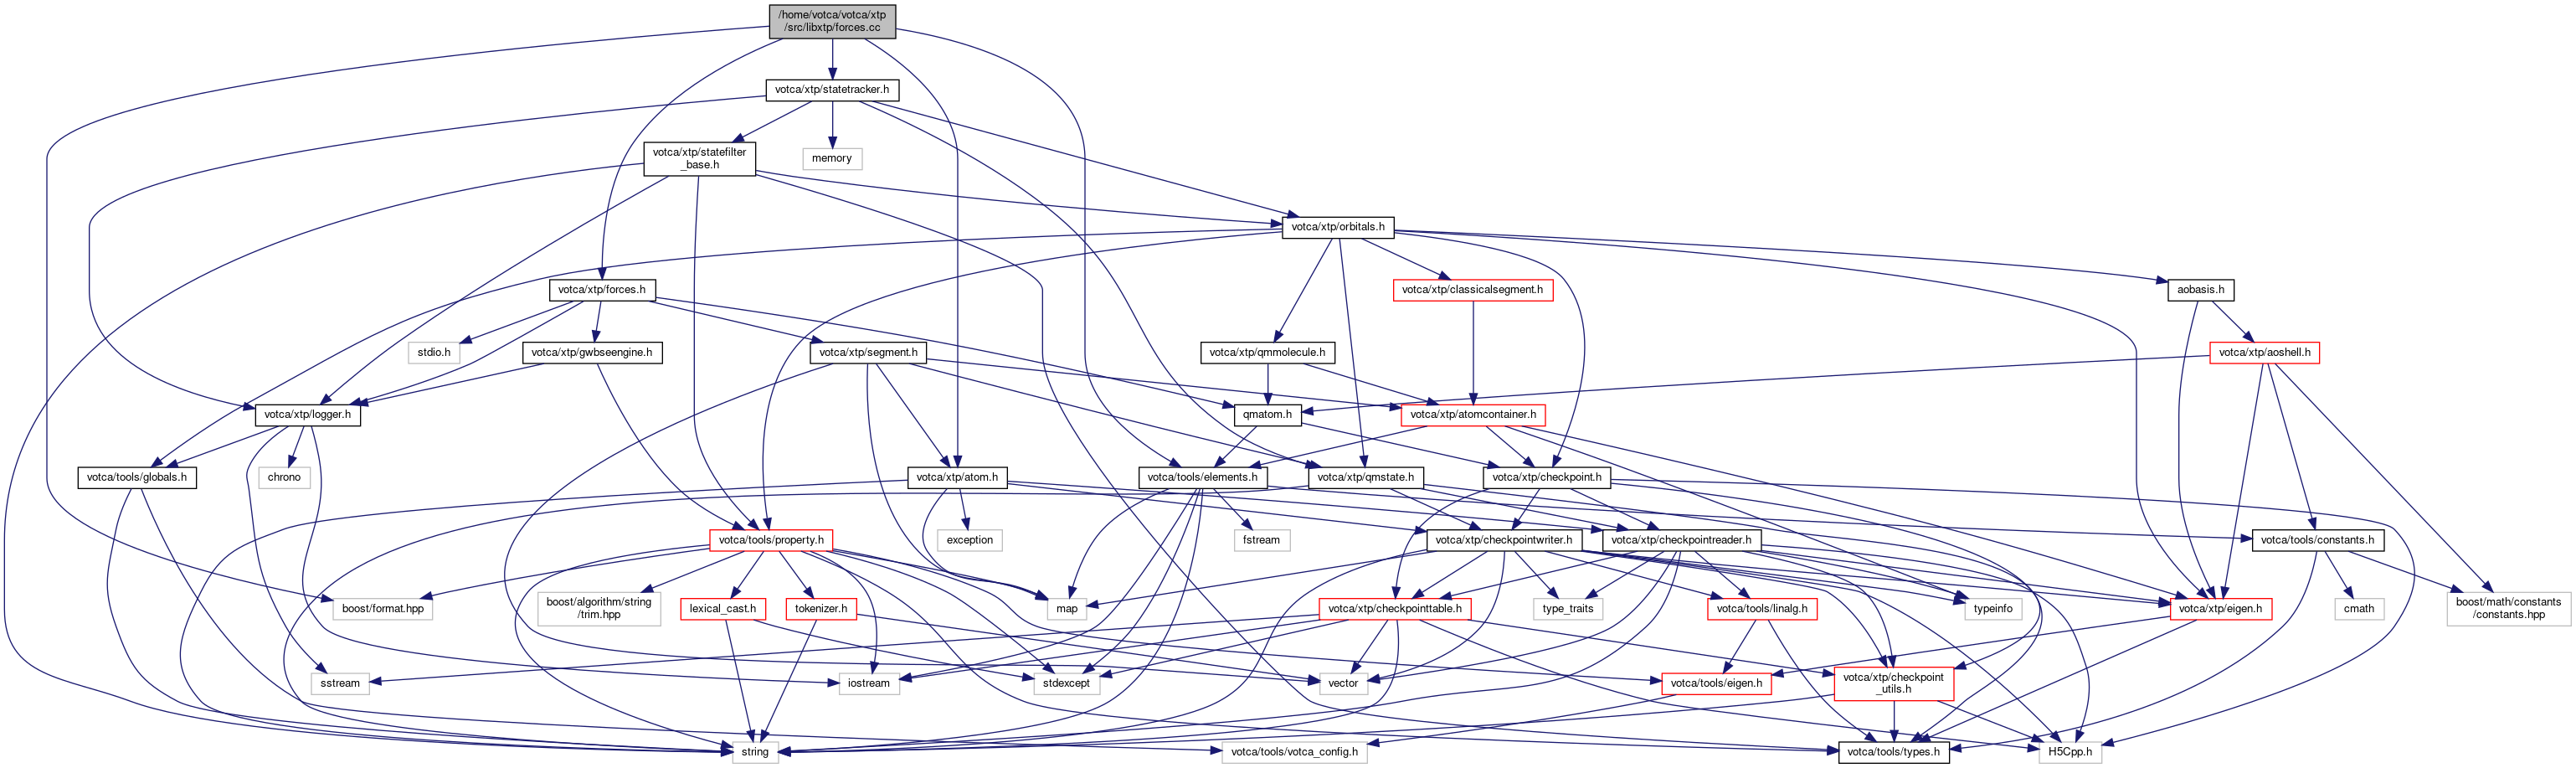 /home/votca/votca/xtp
/src/libxtp/forces.cc
votca/xtp/statetracker.h
votca/xtp/statefilter
_base.h
memory
votca/xtp/orbitals.h
votca/xtp/forces.h
votca/xtp/classicalsegment.h
aobasis.h
stdio.h
votca/xtp/gwbseengine.h
votca/xtp/segment.h
votca/xtp/qmmolecule.h
votca/xtp/aoshell.h
votca/xtp/logger.h
qmatom.h
votca/xtp/atomcontainer.h
votca/tools/globals.h
chrono
votca/xtp/atom.h
votca/tools/elements.h
votca/xtp/qmstate.h
votca/xtp/checkpoint.h
votca/tools/property.h
exception
fstream
votca/xtp/checkpointwriter.h
votca/xtp/checkpointreader.h
votca/tools/constants.h
boost/format.hpp
boost/algorithm/string
/trim.hpp
lexical_cast.h
tokenizer.h
map
votca/xtp/checkpointtable.h
type_traits
votca/tools/linalg.h
typeinfo
votca/xtp/eigen.h
cmath
boost/math/constants
/constants.hpp
sstream
iostream
stdexcept
vector
votca/tools/eigen.h
votca/xtp/checkpoint
_utils.h
string
votca/tools/votca_config.h
votca/tools/types.h
H5Cpp.h